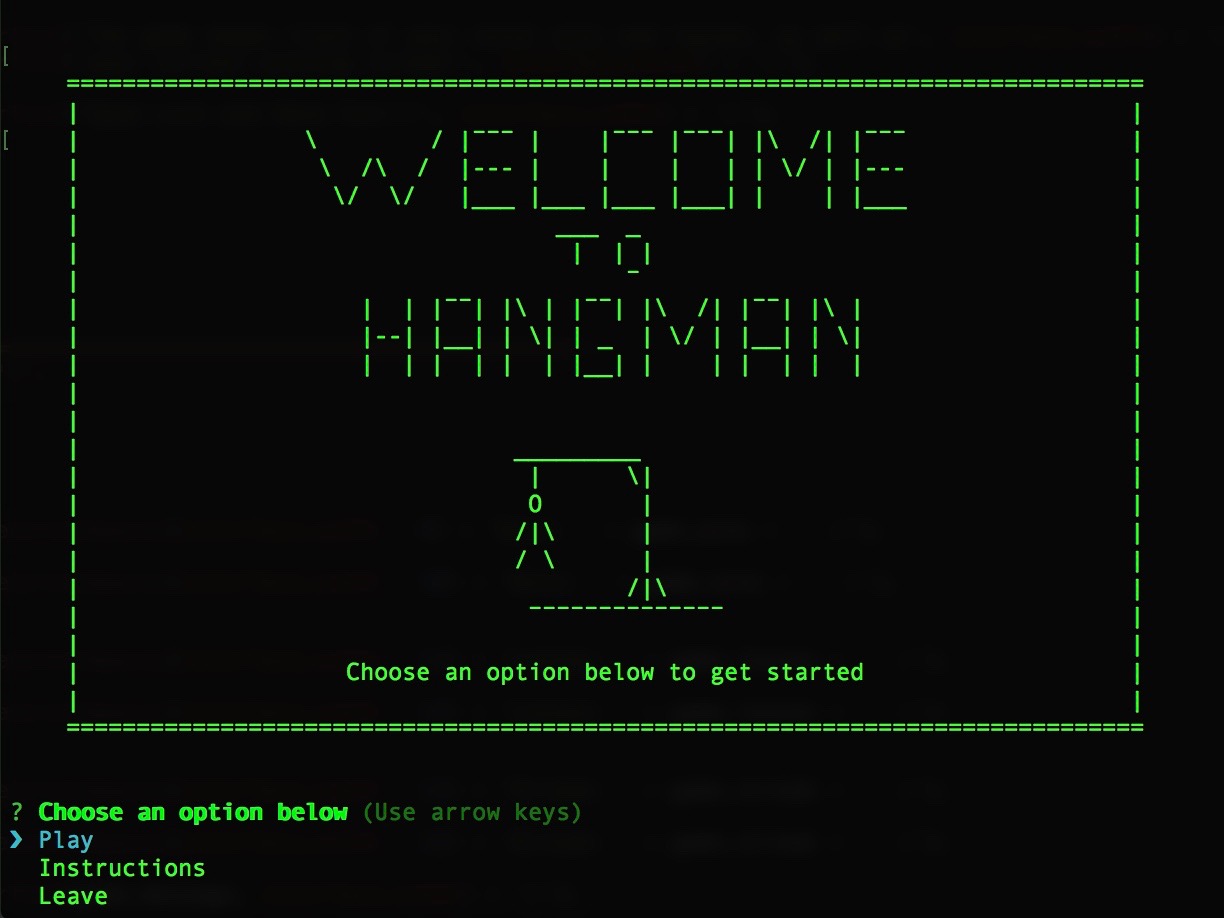 WELCOME
TO
HANGMAN
Choose an option below to get started
? Choose an option below (Use arrow keys)
❯ Play
Instructions
Leave